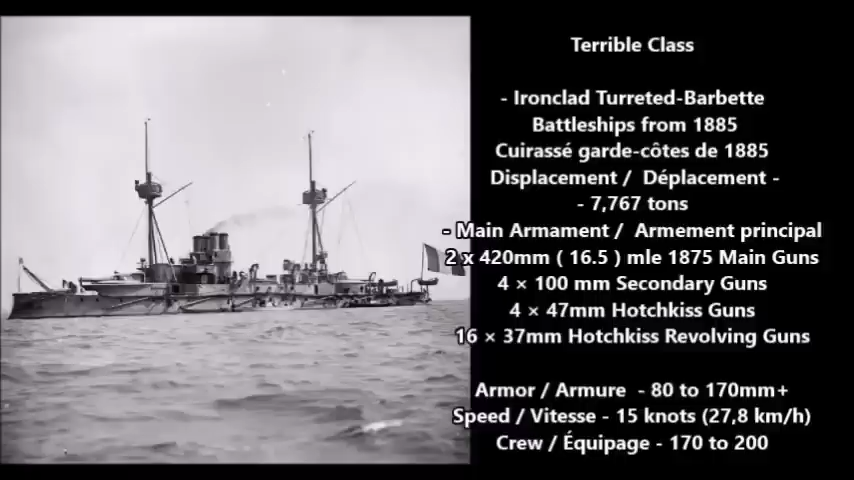 Terrible Class
- Ironclad Turreted-Barbette
Battleships from 1885
Cuirassé garde-côtes de 1885
Displacement / Déplacement -
- 7,767 tons
- Main Armament / Armement principal
2 x 420mm ( 16.5 ) mle 1875 Main Guns
4 × 100 mm Secondary Guns
4 × 47mm Hotchkiss Guns
16 × 37mm Hotchkiss Revolving Guns
Armor / Armure - 80 to 170mm+
Speed / Vitesse - 15 knots (27,8 km/h)
Crew / Équipage - 170 to 200